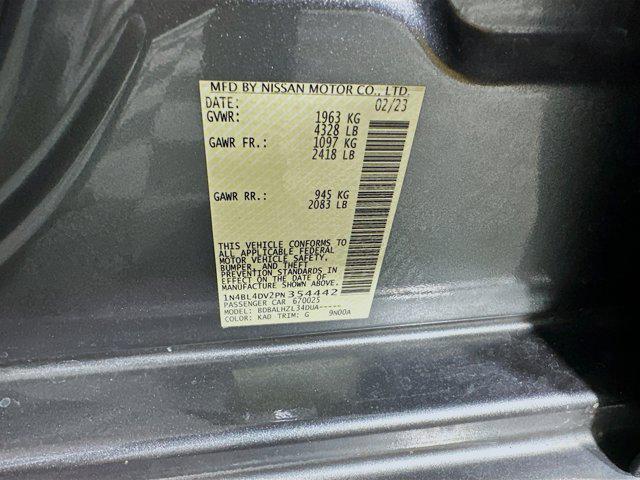 MFD BY NISSAN MOTOR CO., LTD.
DATE: 02/23
GVWR: 1963 KG
4328 LB
GAWR FR.: 1097 KG
2418 LB
GAWR RR.: 945 KG
2083 LB
THIS VEHICLE CONFORMS TO
ALL APPLICABLE FEDERAL
MOTOR VEHICLE SAFETY,
BUMPER, AND THEFT
PREVENTION STANDARDS IN
EFFECT ON THE DATE OF
MANUFACTURE SHOWN ABOVE.
1N4BL4DV2PN354442
PASSENGER CAR 670025
MODEL: BDBALHZL34DUA-----
COLOR: KAD TRIM: G 9N00A